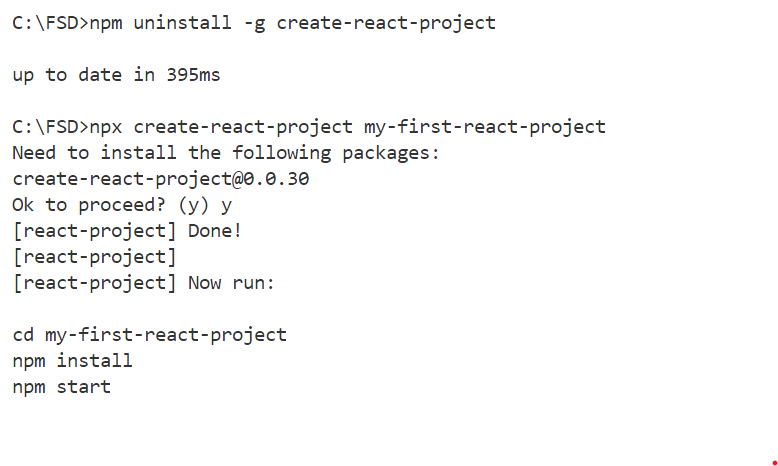 C:\FSD>npm uninstall -g create-react-project
up to date in 395ms
C:\FSD>npx create-react-project my-first-react-project
Need to install the following packages:
create-react-project@0.0.30
Ok to proceed? (y) y
[react-project] Done!
[react-project]
[react-project] Now run:
cd my-first-react-project
npm install
npm start